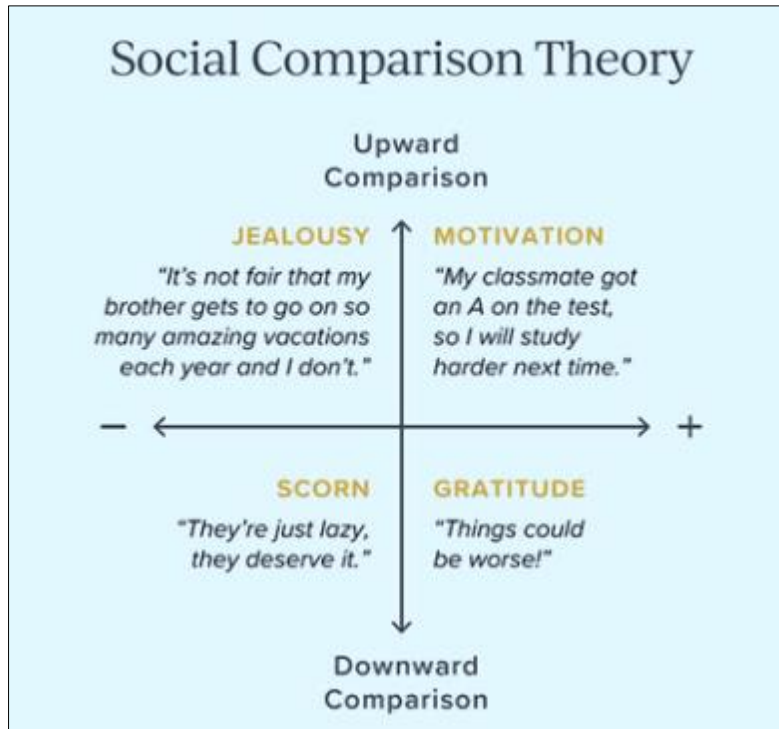 Social Comparison Theory
Upward
Comparison
JEALOUSY
“It’s not fair that my
brother gets to go on so
many amazing vacations
each year and I don’t.”
MOTIVATION
“My classmate got
an A on the test,
so I will study
harder next time.”
−
+
SCORN
“They’re just lazy,
they deserve it.”
GRATITUDE
“Things could
be worse!”
Downward
Comparison